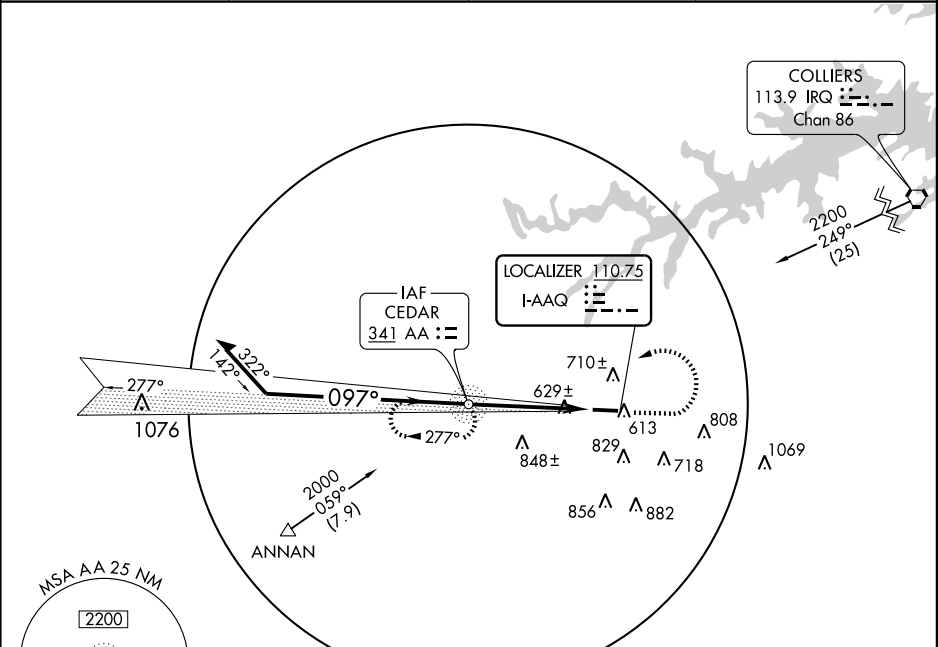 COLLIERS
113.9 IRQ
Chan 86
2200
249°
(25)
LOCALIZER 110.75
I-AAQ
IAF
CEDAR
341 AA
710±
322°
142°
277°
097°
629±
1076
277°
613
808
848±
829
718
1069
2000
059°
(7.9)
856
882
ANNAN
MSA AA 25 NM
2200